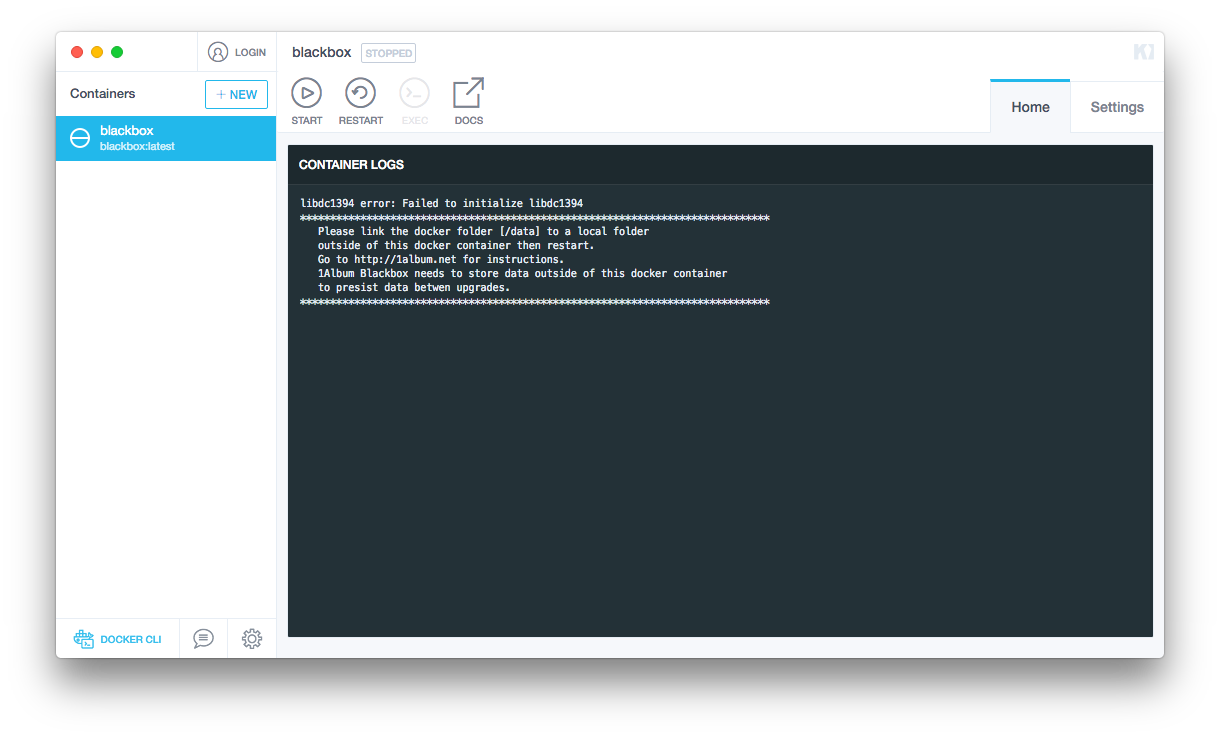 LOGIN
blackbox STOPPED
Containers
+ NEW
START
RESTART
EXEC
DOCS
Home
Settings
blackbox
blackbox:latest
CONTAINER LOGS
libdc1394 error: Failed to initialize libdc1394
******************************************************************************
Please link the docker folder [/data] to a local folder
outside of this docker container then restart.
Go to http://1album.net for instructions.
1Album Blackbox needs to store data outside of this docker container
to presist data betwen upgrades.
******************************************************************************
DOCKER CLI